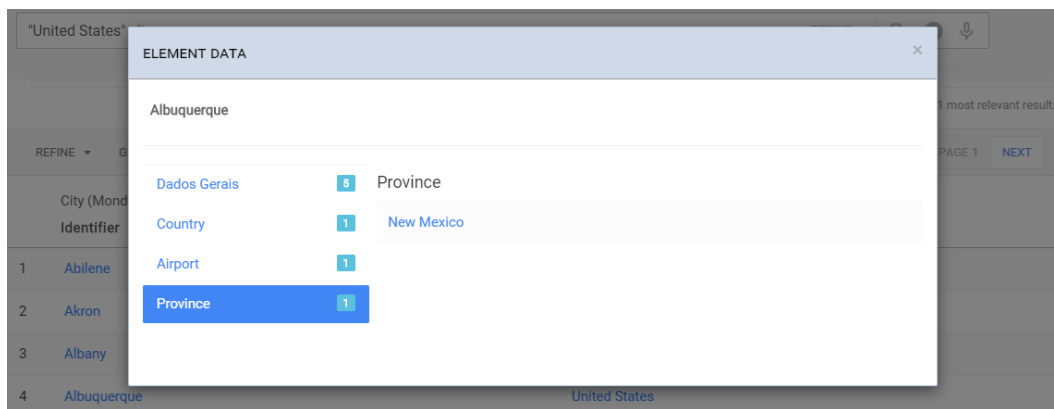 "United States"
ELEMENT DATA ×
Albuquerque
1 most relevant results
REFINE G PAGE 1 NEXT
Dados Gerais 5
Country 1
Airport 1
Province 1
Province
New Mexico
City (Mond
Identifier
1 Abilene
2 Akron
3 Albany
4 Albuquerque United States